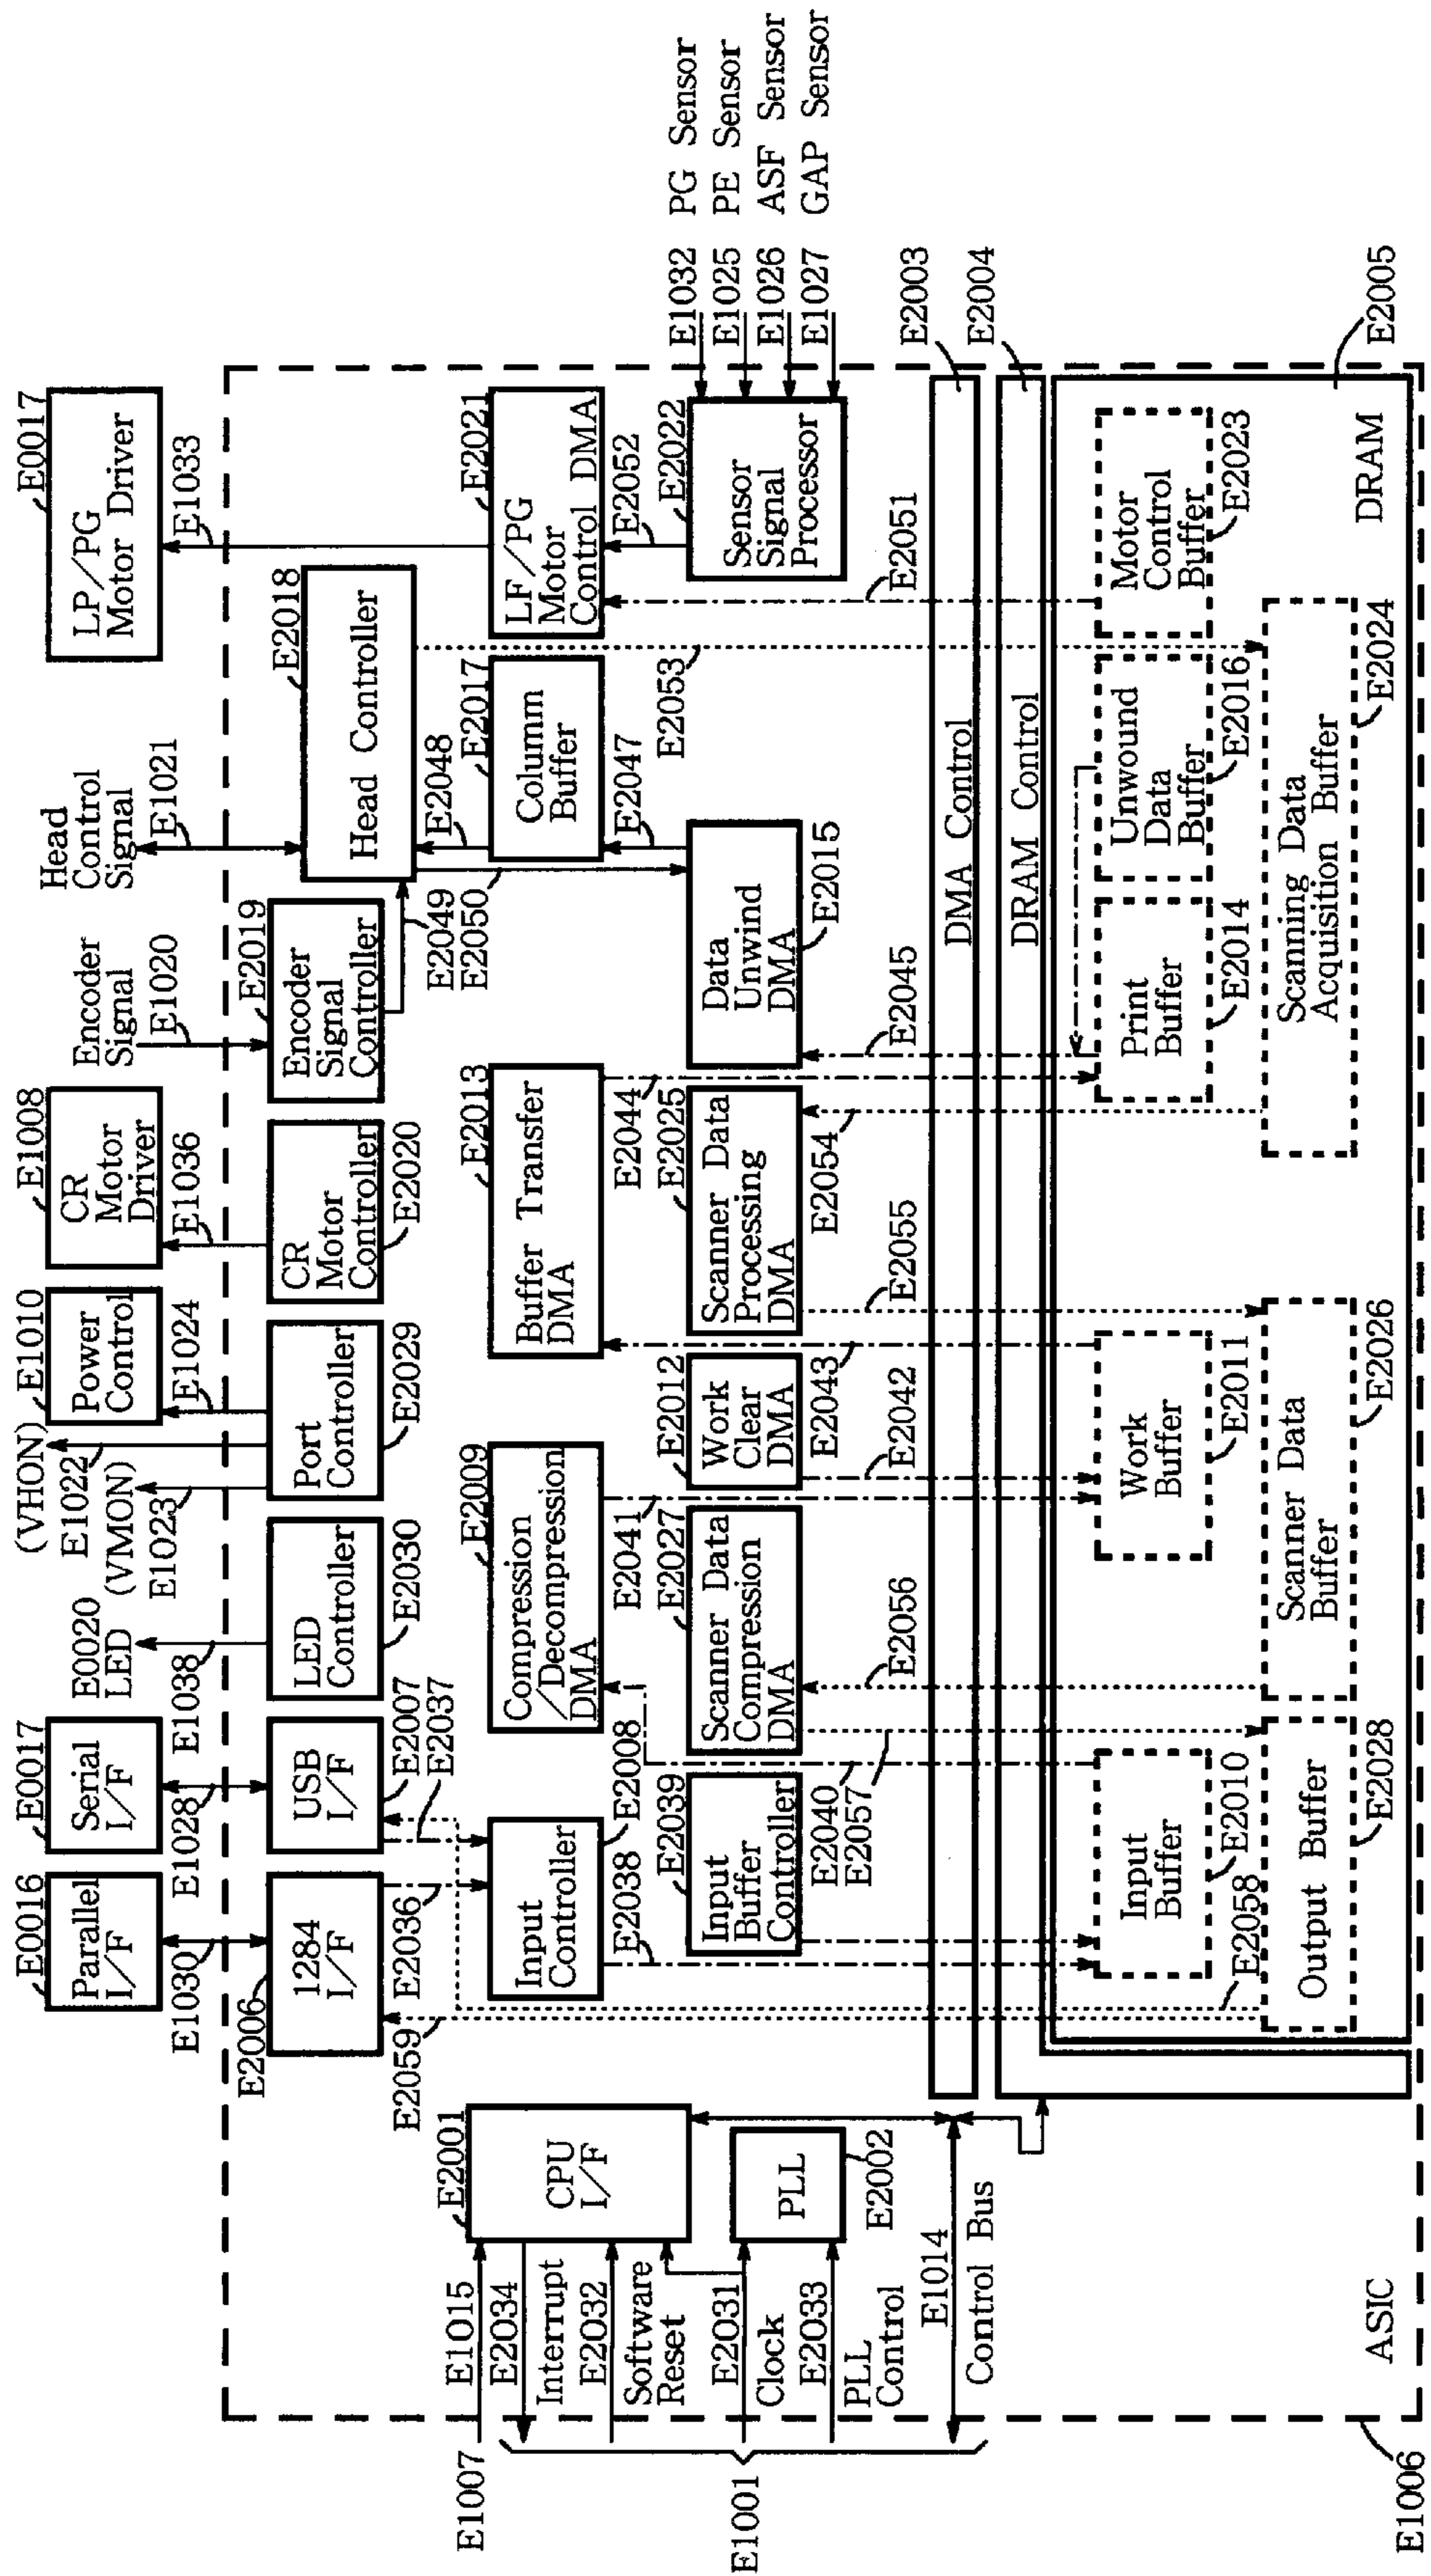 E0016
Parallel
I/F
E1030
E0017
Serial
I/F
E1028
E0020
LED
E1038
(VHON)
E1022
(VMON)
E1023
E1010
Power
Control
E1024
E1008
CR
Motor
Driver
E1036
Encoder
Signal
E1020
Head
Control
Signal
E1021
E0017
LP/PG
Motor Driver
E1033
E2006
1284
I/F
E2059
E2036
USB
I/F
E2007
E2037
LED
Controller
E2030
Port
Controller
E2029
CR
Motor
Controller
E2020
E2019
Encoder
Signal
Controller
E2049
E2050
E2018
Head Controller
E2048
E1007
E1015
E2034
Interrupt
E2032
Software
Reset
E2031
Clock
E2033
PLL
Control
E1014
Control Bus
E1001
E2001
CPU
I/F
PLL
E2002
Input
Controller
E2008
E2038
E2009
Compression
/Decompression
DMA
E2041
E2013
Buffer Transfer
DMA
E2044
E2017
Columm
Buffer
E2047
E2021
LF/PG
Motor
Control DMA
E2052
E2039
Input
Buffer
Controller
E2040
E2057
E2027
Scanner Data
Compression
DMA
E2056
E2012
Work
Clear
DMA
E2043
E2042
E2025
Scanner Data
Processing
DMA
E2054
E2055
Data
Unwind
DMA
E2015
E2045
E2053
E2022
Sensor
Signal
Processor
E2051
E1032 PG Sensor
E1025 PE Sensor
E1026 ASF Sensor
E1027 GAP Sensor
DMA Control
E2003
DRAM Control
E2004
Input
Buffer
E2010
E2058
Work
Buffer
E2011
Print
Buffer
E2014
Unwound
Data
Buffer
E2016
Motor
Control
Buffer
E2023
Output Buffer
E2028
Scanner Data
Buffer
E2026
Scanning Data
Acquisition Buffer
E2024
DRAM
E2005
ASIC
E1006